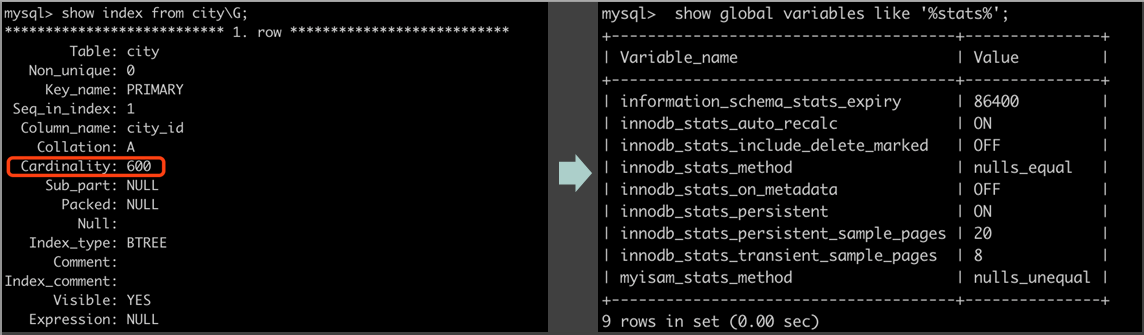 mysql> show index from city\G;
*************************** 1. row ***************************
Table: city
Non_unique: 0
Key_name: PRIMARY
Seq_in_index: 1
Column_name: city_id
Collation: A
Cardinality: 600
Sub_part: NULL
Packed: NULL
Null:
Index_type: BTREE
Comment:
Index_comment:
Visible: YES
Expression: NULL
mysql>  show global variables like '%stats%';
+--------------------------------------+---------------+
| Variable_name                        | Value         |
+--------------------------------------+---------------+
| information_schema_stats_expiry      | 86400         |
| innodb_stats_auto_recalc             | ON            |
| innodb_stats_include_delete_marked   | OFF           |
| innodb_stats_method                  | nulls_equal   |
| innodb_stats_on_metadata             | OFF           |
| innodb_stats_persistent              | ON            |
| innodb_stats_persistent_sample_pages | 20            |
| innodb_stats_transient_sample_pages  | 8             |
| myisam_stats_method                  | nulls_unequal |
+--------------------------------------+---------------+
9 rows in set (0.00 sec)